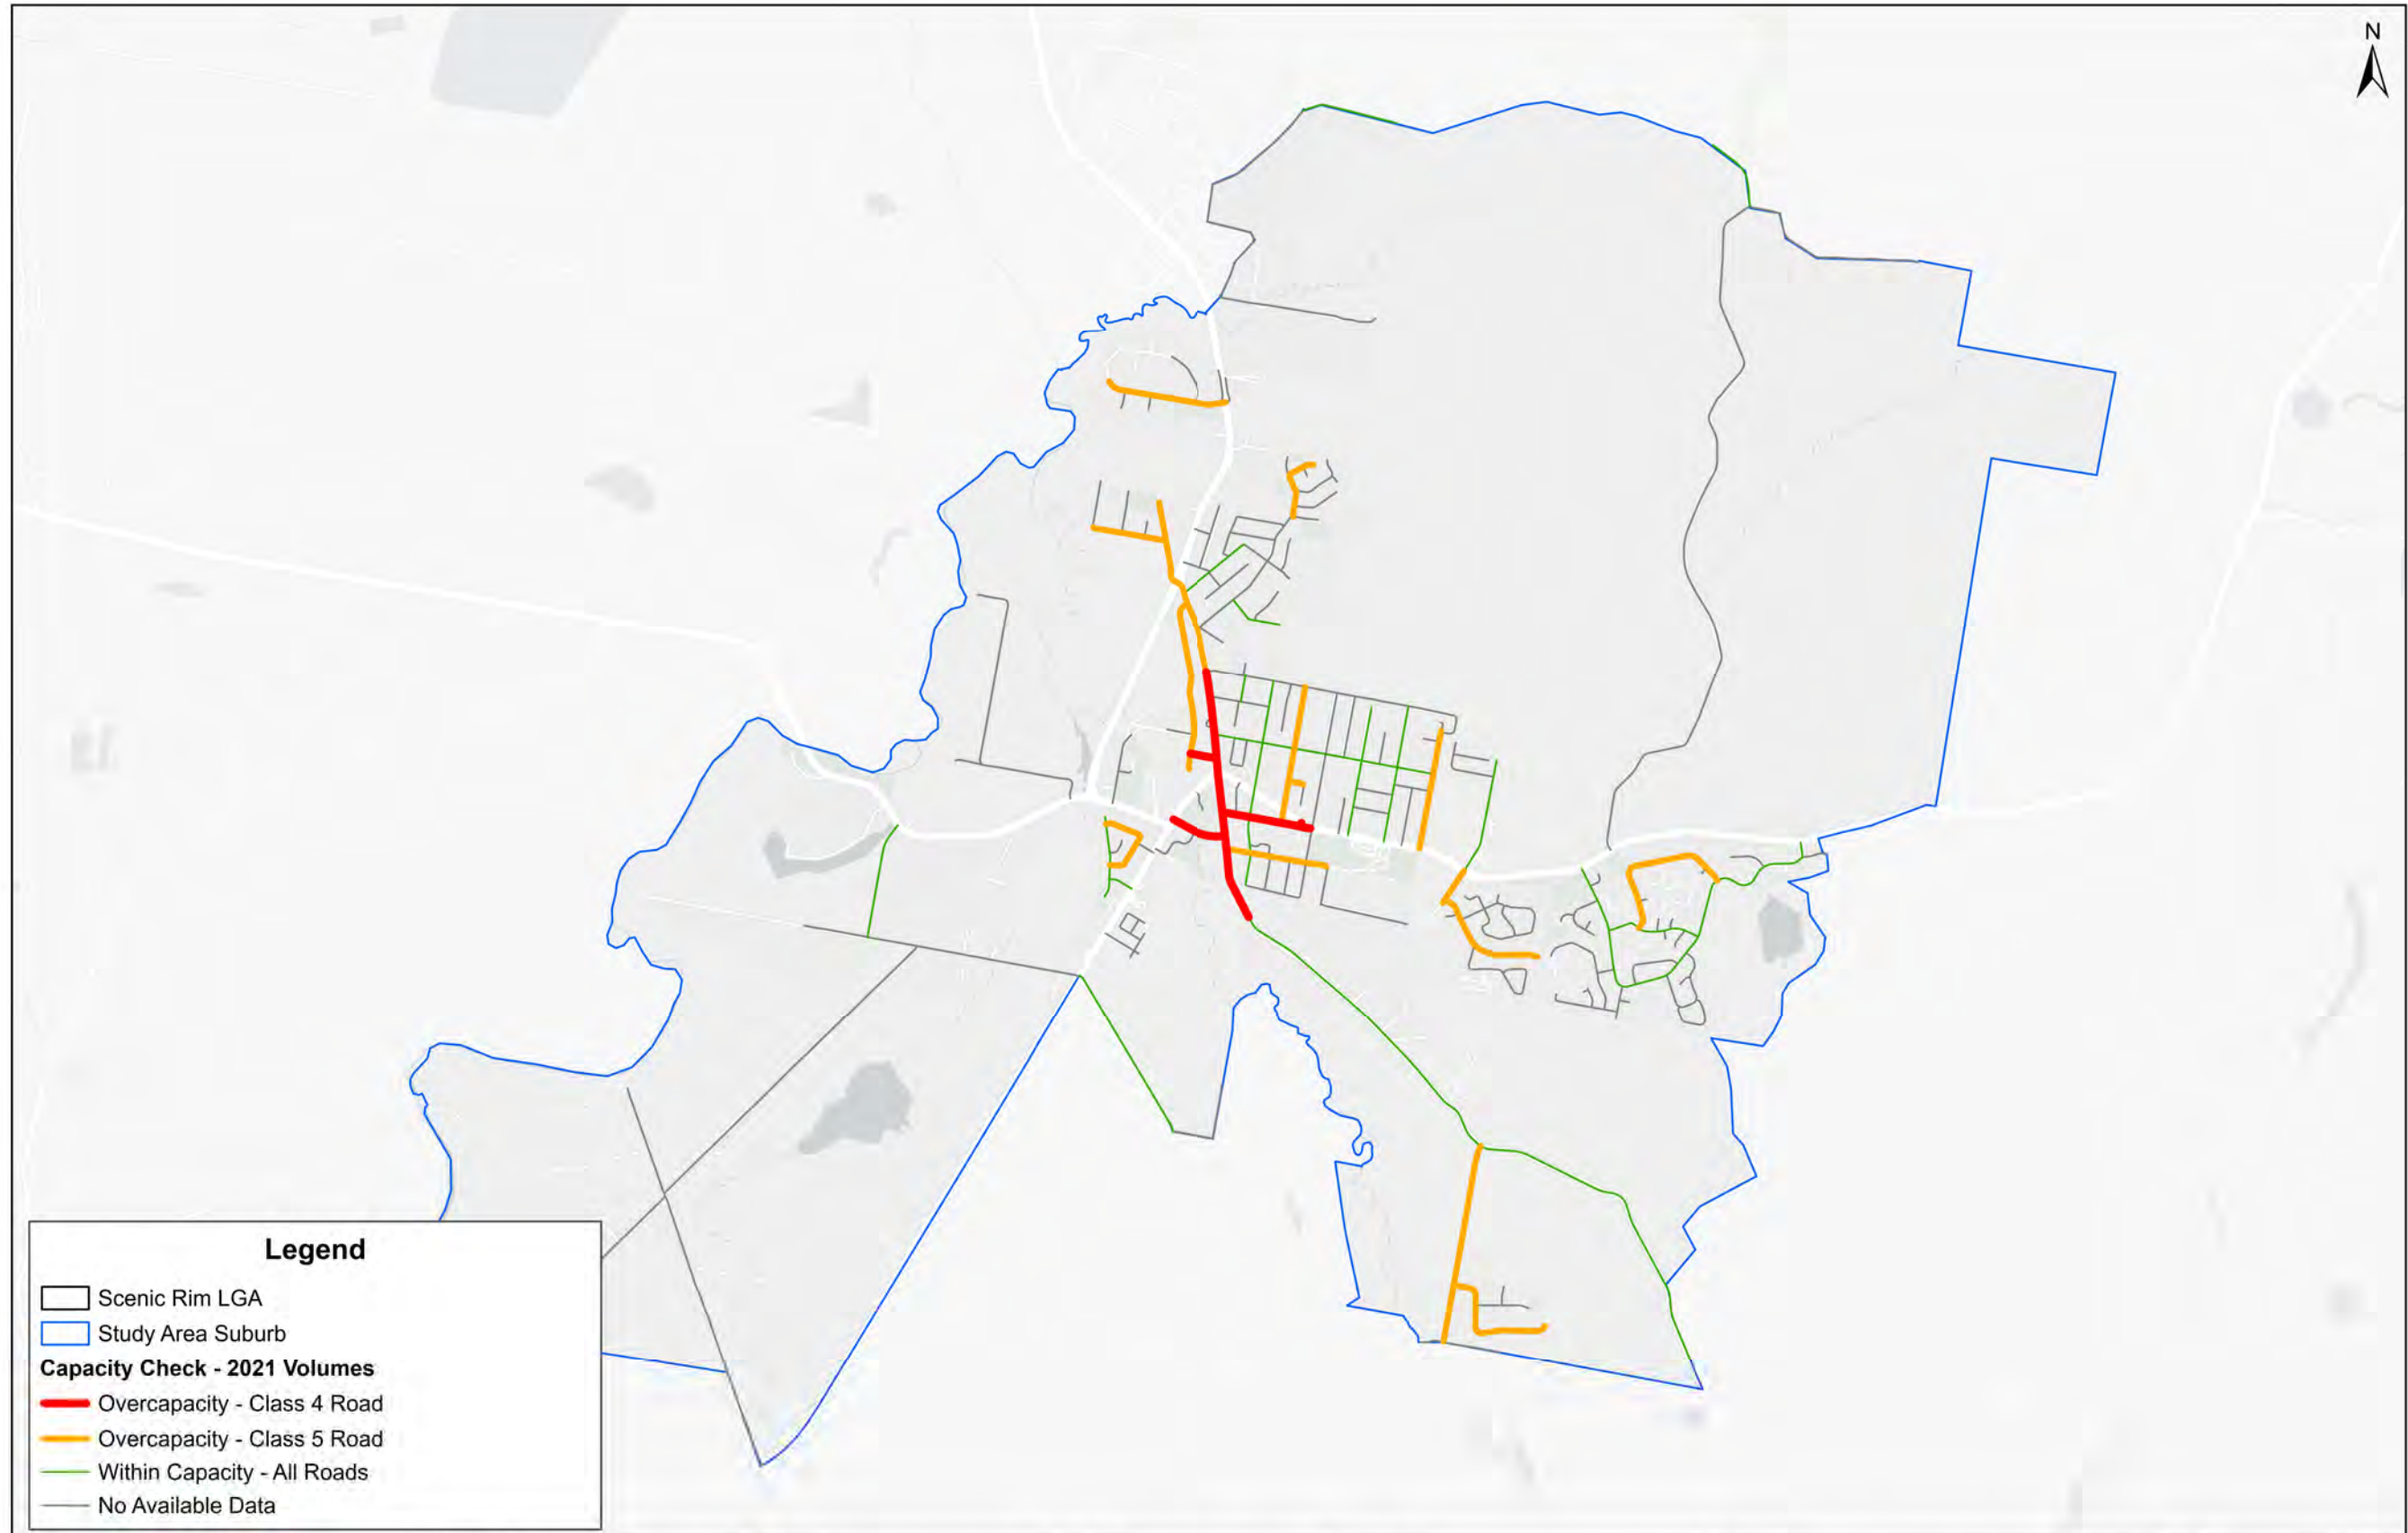 N
Legend
Scenic Rim LGA
Study Area Suburb
Capacity Check - 2021 Volumes
Overcapacity - Class 4 Road
Overcapacity - Class 5 Road
Within Capacity - All Roads
No Available Data